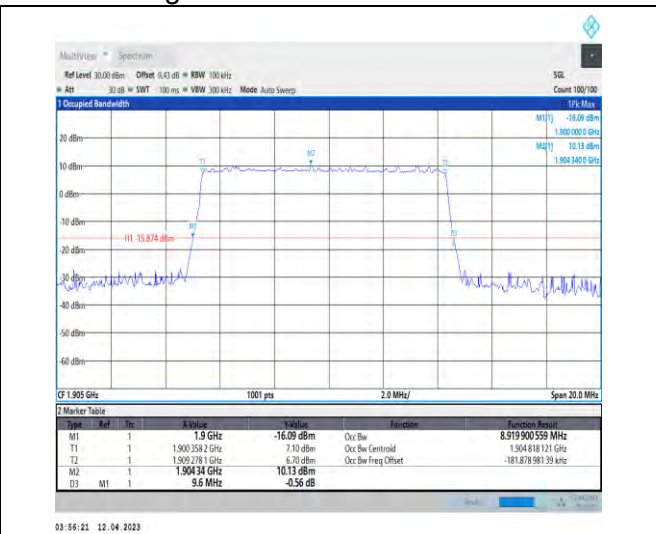 MultiView Spectrum
Ref Level 30.00 dBm Offset 9.43 dB RBW 100 kHz SGL
Att 30 dB SWT 100 ms VBW 300 kHz Mode Auto Sweep Count 100/100
1 Occupied Bandwidth 1Pk Max
M1[1] -16.09 dBm
1.900 000 0 GHz
M2[1] 10.13 dBm
1.904 340 0 GHz
20 dBm
T1 M2
10 dBm
0 dBm
-10 dBm
M1
D3
H1 -15.874 dBm
-20 dBm
-30 dBm
-40 dBm
-50 dBm
-60 dBm
CF 1.905 GHz 1001 pts 2.0 MHz/ Span 20.0 MHz
2 Marker Table
Type Ref Trc X-Value Y-Value Function Function Result
M1 1 1.9 GHz -16.09 dBm Occ Bw 8.919 900 559 MHz
T1 1 1.900 358 2 GHz 7.10 dBm Occ Bw Centroid 1.904 818 121 GHz
T2 1 1.909 278 1 GHz 6.70 dBm Occ Bw Freq Offset -181.878 981 39 kHz
M2 1 1.904 34 GHz 10.13 dBm
D3 M1 1 9.6 MHz -0.56 dB
03:56:21 12.04.2023